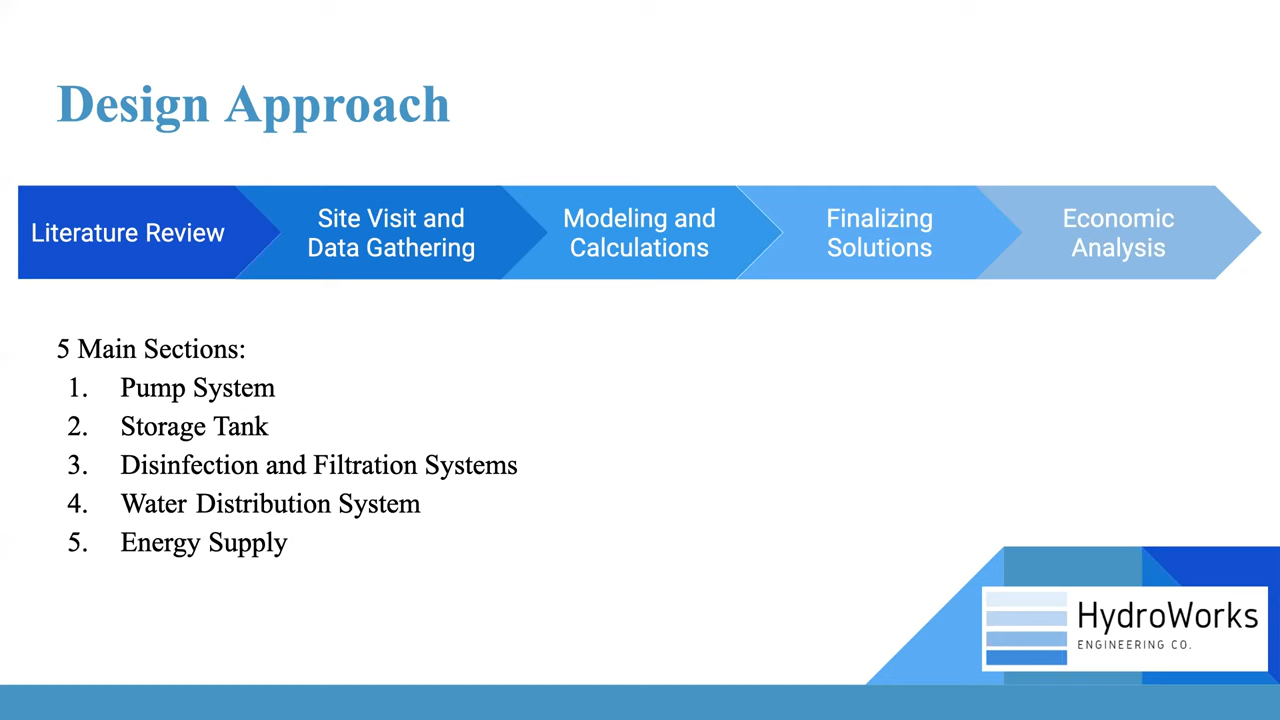 Design Approach
Literature Review
Site Visit and
Data Gathering
Modeling and
Calculations
Finalizing
Solutions
Economic
Analysis
5 Main Sections:
1. Pump System
2. Storage Tank
3. Disinfection and Filtration Systems
4. Water Distribution System
5. Energy Supply
HydroWorks
ENGINEERING CO.